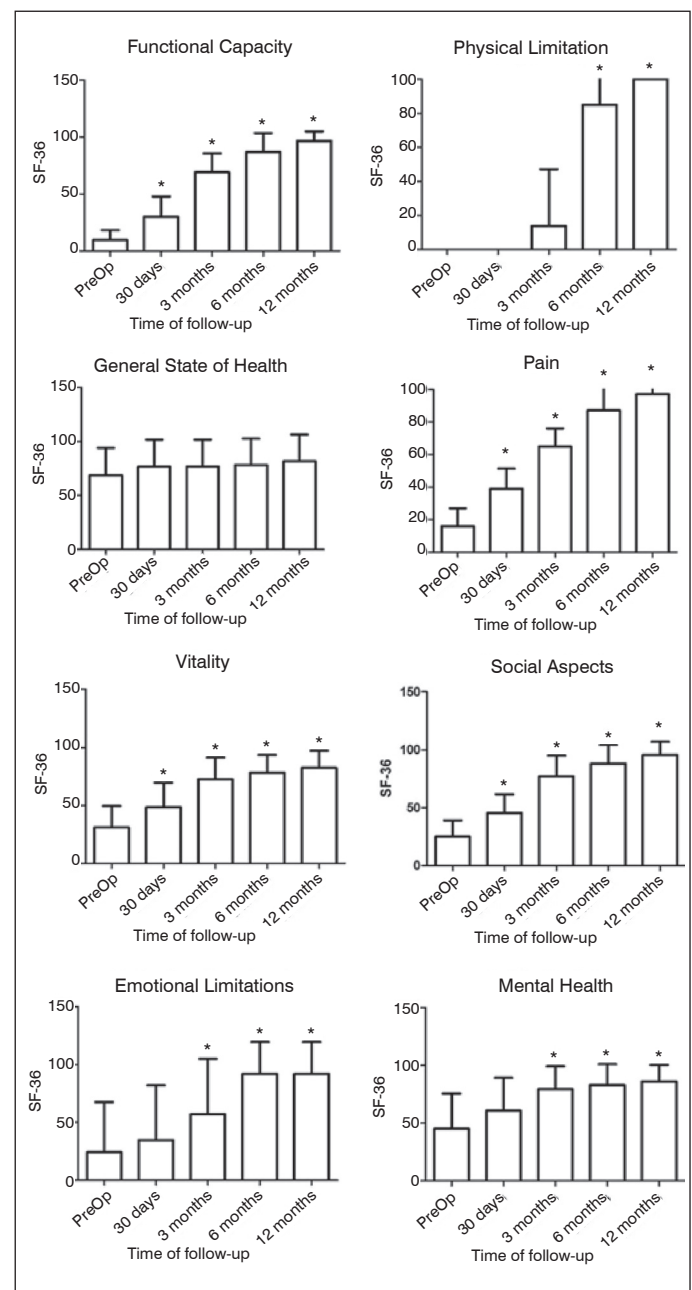 Functional Capacity
SF-36
150
100
50
0
*
*
*
*
PreOp
30 days
3 months
6 months
12 months
Time of follow-up
Physical Limitation
SF-36
100
80
60
40
20
0
*
*
PreOp
30 days
3 months
6 months
12 months
Time of follow-up
General State of Health
SF-36
150
100
50
0
PreOp
30 days
3 months
6 months
12 months
Time of follow-up
Pain
SF-36
100
80
60
40
20
0
*
*
*
*
PreOp
30 days
3 months
6 months
12 months
Time of follow-up
Vitality
SF-36
150
100
50
0
*
*
*
*
PreOp
30 days
3 months
6 months
12 months
Time of follow-up
Social Aspects
SF-36
150
100
50
0
*
*
*
*
PreOp
30 days
3 months
6 months
12 months
Time of follow-up
Emotional Limitations
SF-36
150
100
50
0
*
*
*
PreOp
30 days
3 months
6 months
12 months
Time of follow-up
Mental Health
SF-36
150
100
50
0
*
*
*
PreOp
30 days
3 months
6 months
12 months
Time of follow-up